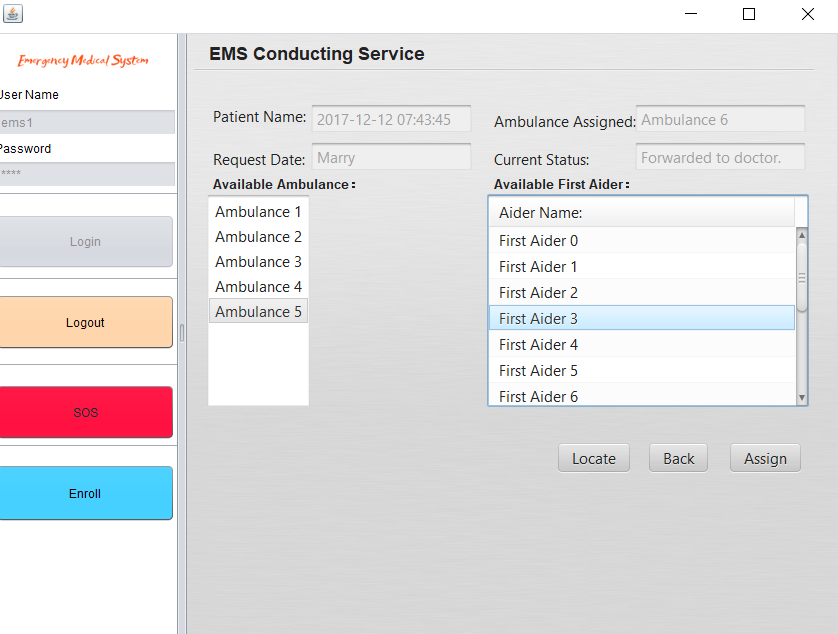 Emergency Medical System
User Name
ems1
Password
****
Login
Logout
SOS
Enroll
EMS Conducting Service
Patient Name: 2017-12-12 07:43:45
Ambulance Assigned: Ambulance 6
Request Date: Marry
Current Status: Forwarded to doctor.
Available Ambulance:
Ambulance 1
Ambulance 2
Ambulance 3
Ambulance 4
Ambulance 5
Available First Aider:
Aider Name:
First Aider 0
First Aider 1
First Aider 2
First Aider 3
First Aider 4
First Aider 5
First Aider 6
Locate
Back
Assign